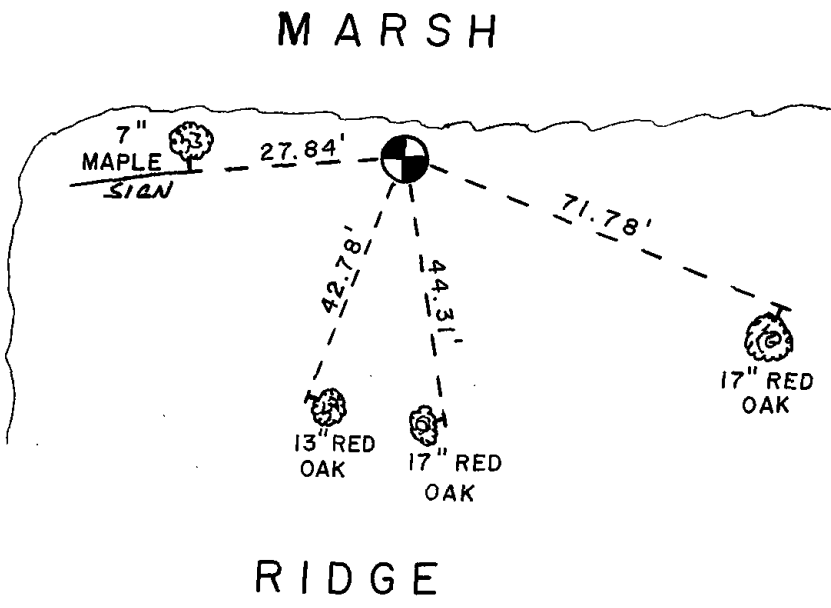 MARSH
7"
MAPLE
SIGN
27.84'
71.78'
42.78'
44.31'
17" RED
OAK
13" RED
OAK
17" RED
OAK
RIDGE